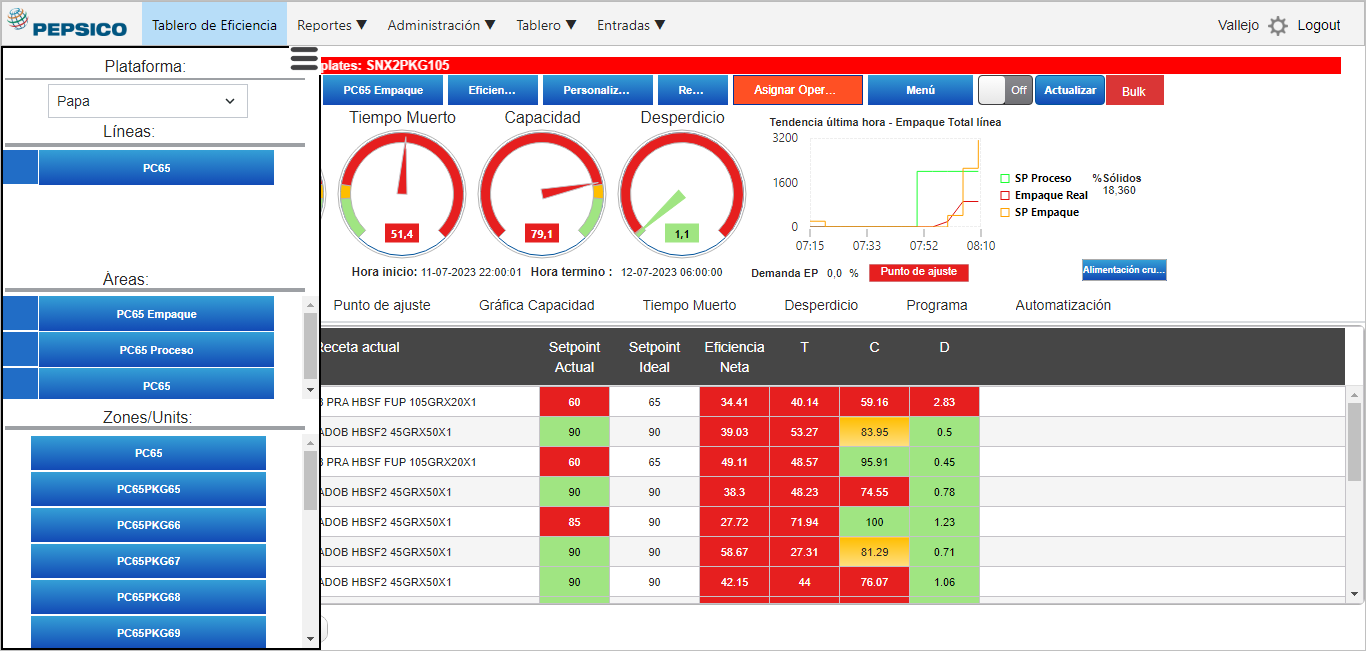 PEPSICO
Tablero de Eficiencia Reportes ▼ Administración ▼ Tablero ▼ Entradas ▼ Vallejo Logout
Plataforma:
Papa
Líneas:
PC65
Áreas:
PC65 Empaque
PC65 Proceso
PC65
Zones/Units:
PC65
PC65PKG65
PC65PKG66
PC65PKG67
PC65PKG68
PC65PKG69
plates: SNX2PKG105
PC65 Empaque Eficien... Personaliz... Re... Asignar Oper... Menú Off Actualizar Bulk
Tiempo Muerto Capacidad Desperdicio
51,4 79,1 1,1
Tendencia última hora - Empaque Total línea
3200
1600
0
07:15 07:33 07:52 08:10
SP Proceso
Empaque Real
SP Empaque
%Sólidos
18,360
Hora inicio: 11-07-2023 22:00:01 Hora termino : 12-07-2023 06:00:00
Demanda EP 0,0 % Punto de ajuste Alimentación cru...
Punto de ajuste Gráfica Capacidad Tiempo Muerto Desperdicio Programa Automatización
Receta actual Setpoint Actual Setpoint Ideal Eficiencia Neta T C D
PRA HBSF FUP 105GRX20X1 60 65 34.41 40.14 59.16 2.83
ADOB HBSF2 45GRX50X1 90 90 39.03 53.27 83.95 0.5
PRA HBSF FUP 105GRX20X1 60 65 49.11 48.57 95.91 0.45
ADOB HBSF2 45GRX50X1 90 90 38.3 48.23 74.55 0.78
ADOB HBSF2 45GRX50X1 85 90 27.72 71.94 100 1.23
ADOB HBSF2 45GRX50X1 90 90 58.67 27.31 81.29 0.71
ADOB HBSF2 45GRX50X1 90 90 42.15 44 76.07 1.06